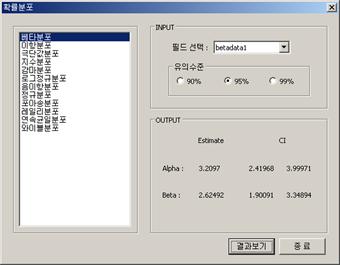 확률분포
베타분포
이항분포
극단값분포
지수분포
감마분포
로그정규분포
음이항분포
정규분포
포아송분포
레일리분포
연속균일분포
와이블분포
INPUT
필드 선택 : betadata1
유의수준
90% 95% 99%
OUTPUT
Estimate CI
Alpha : 3.2097 2.41968 3.99971
Beta : 2.62492 1.90091 3.34894
결과보기 종 료